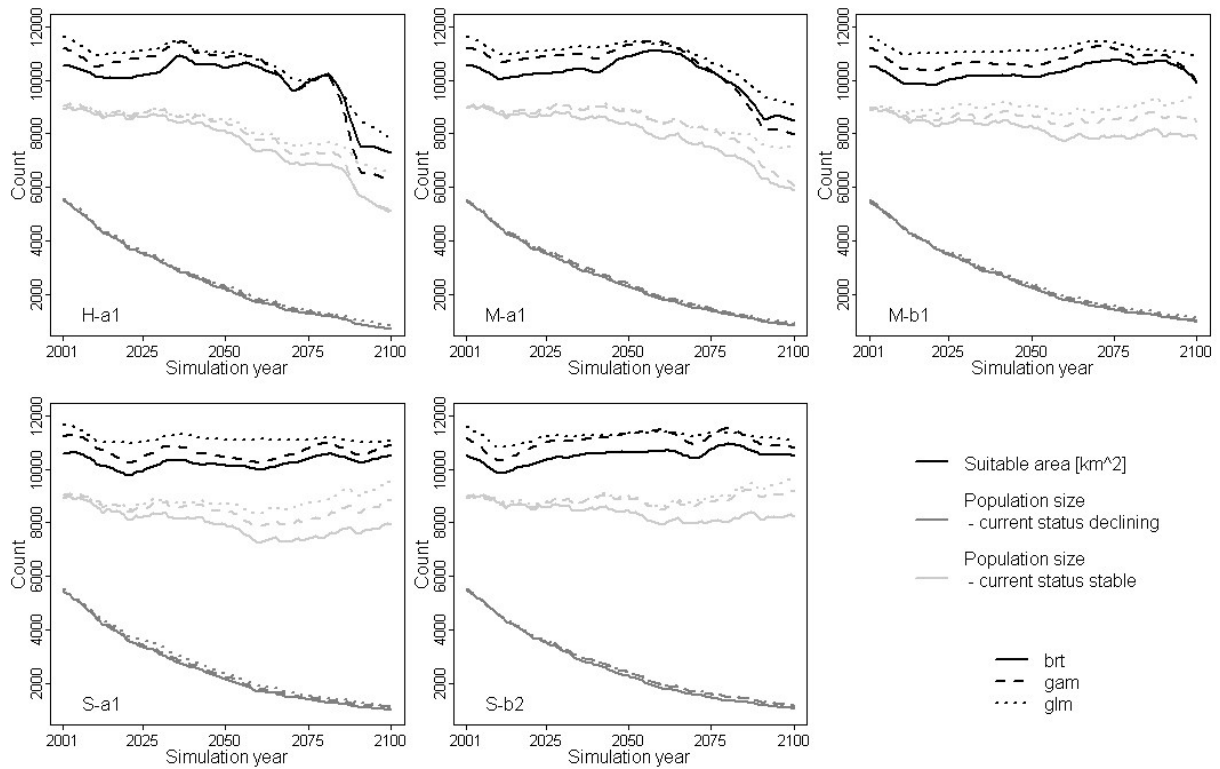 Count
12000
10000
8000
6000
4000
2000
H-a1
2001 2025 2050 2075 2100
Simulation year
Count
12000
10000
8000
6000
4000
2000
M-a1
2001 2025 2050 2075 2100
Simulation year
Count
12000
10000
8000
6000
4000
2000
M-b1
2001 2025 2050 2075 2100
Simulation year
Count
12000
10000
8000
6000
4000
2000
S-a1
2001 2025 2050 2075 2100
Simulation year
Count
12000
10000
8000
6000
4000
2000
S-b2
2001 2025 2050 2075 2100
Simulation year
Suitable area [km^2]
Population size
- current status declining
Population size
- current status stable
brt
gam
glm